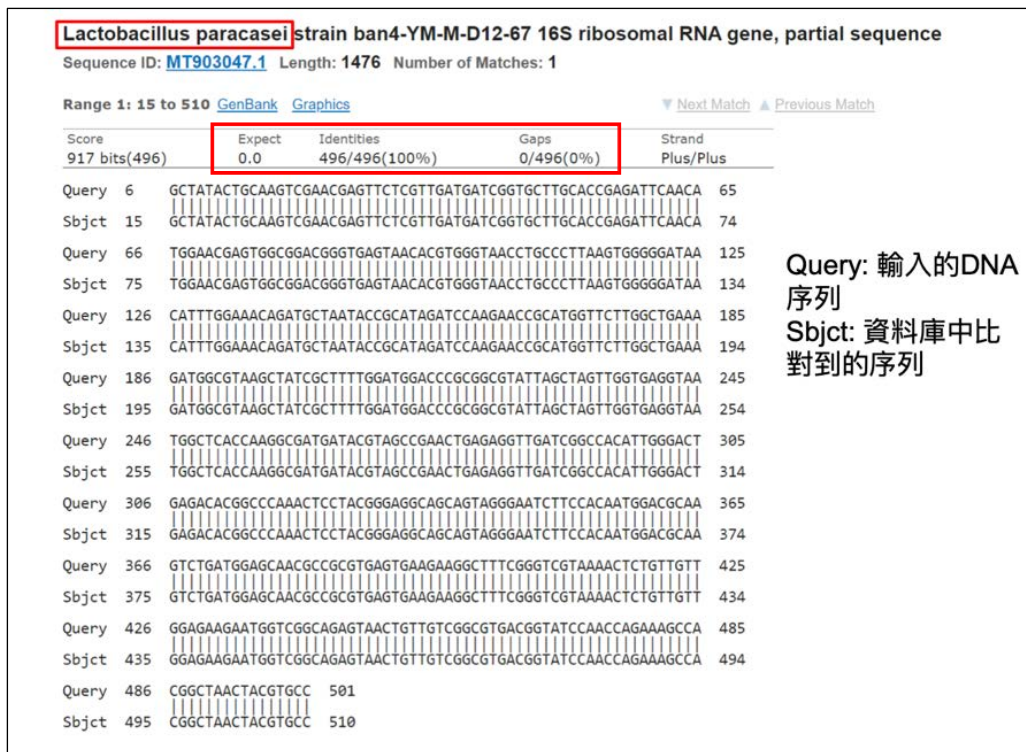 Lactobacillus paracasei strain ban4-YM-M-D12-67 16S ribosomal RNA gene, partial sequence
Sequence ID: MT903047.1 Length: 1476 Number of Matches: 1
Range 1: 15 to 510 GenBank Graphics ▼ Next Match ▲ Previous Match
Score Expect Identities Gaps Strand
917 bits(496) 0.0 496/496(100%) 0/496(0%) Plus/Plus
Query 6 GCTATACTGCAAGTCGAACGAGTTCTCGTTGATGATCGGTGCTTGCACCGAGATTCAACA 65
Sbjct 15 GCTATACTGCAAGTCGAACGAGTTCTCGTTGATGATCGGTGCTTGCACCGAGATTCAACA 74
Query 66 TGGAACGAGTGGCGGACGGGTGAGTAACACGTGGGTAACCTGCCCTTAAGTGGGGGATAA 125
Sbjct 75 TGGAACGAGTGGCGGACGGGTGAGTAACACGTGGGTAACCTGCCCTTAAGTGGGGGATAA 134
Query 126 CATTTGGAAACAGATGCTAATACCGCATAGATCCAAGAACCGCATGGTTCTTGGCTGAAA 185
Sbjct 135 CATTTGGAAACAGATGCTAATACCGCATAGATCCAAGAACCGCATGGTTCTTGGCTGAAA 194
Query 186 GATGGCGTAAGCTATCGCTTTTGGATGGACCCGCGGCGTATTAGCTAGTTGGTGAGGTAA 245
Sbjct 195 GATGGCGTAAGCTATCGCTTTTGGATGGACCCGCGGCGTATTAGCTAGTTGGTGAGGTAA 254
Query 246 TGGCTCACCAAGGCGATGATACGTAGCCGAACTGAGAGGTTGATCGGCCACATTGGGACT 305
Sbjct 255 TGGCTCACCAAGGCGATGATACGTAGCCGAACTGAGAGGTTGATCGGCCACATTGGGACT 314
Query 306 GAGACACGGCCCAAACTCCTACGGGAGGCAGCAGTAGGGAATCTTCCACAATGGACGCAA 365
Sbjct 315 GAGACACGGCCCAAACTCCTACGGGAGGCAGCAGTAGGGAATCTTCCACAATGGACGCAA 374
Query 366 GTCTGATGGAGCAACGCCGCGTGAGTGAAGAAGGCTTTCGGGTCGTAAAACTCTGTTGTT 425
Sbjct 375 GTCTGATGGAGCAACGCCGCGTGAGTGAAGAAGGCTTTCGGGTCGTAAAACTCTGTTGTT 434
Query 426 GGAGAAGAATGGTCGGCAGAGTAACTGTTGTCGGCGTGACGGTATCCAACCAGAAAGCCA 485
Sbjct 435 GGAGAAGAATGGTCGGCAGAGTAACTGTTGTCGGCGTGACGGTATCCAACCAGAAAGCCA 494
Query 486 CGGCTAACTACGTGCC 501
Sbjct 495 CGGCTAACTACGTGCC 510
Query: 輸入的DNA
序列
Sbjct: 資料庫中比
對到的序列